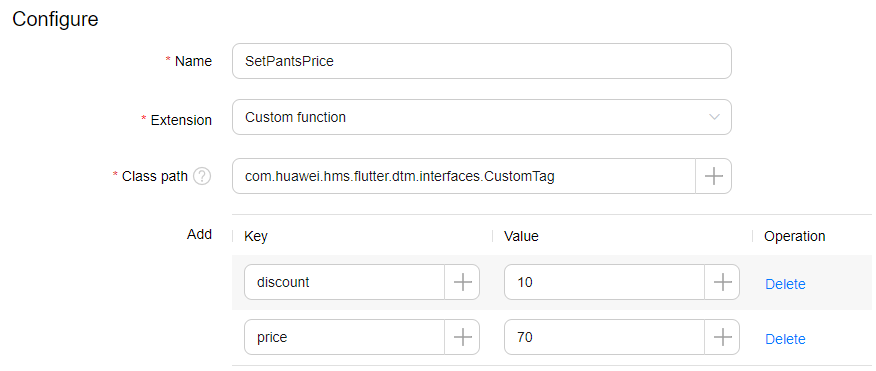 Configure
* Name SetPantsPrice
* Extension Custom function
* Class path ? com.huawei.hms.flutter.dtm.interfaces.CustomTag
Add Key Value Operation
discount 10 Delete
price 70 Delete